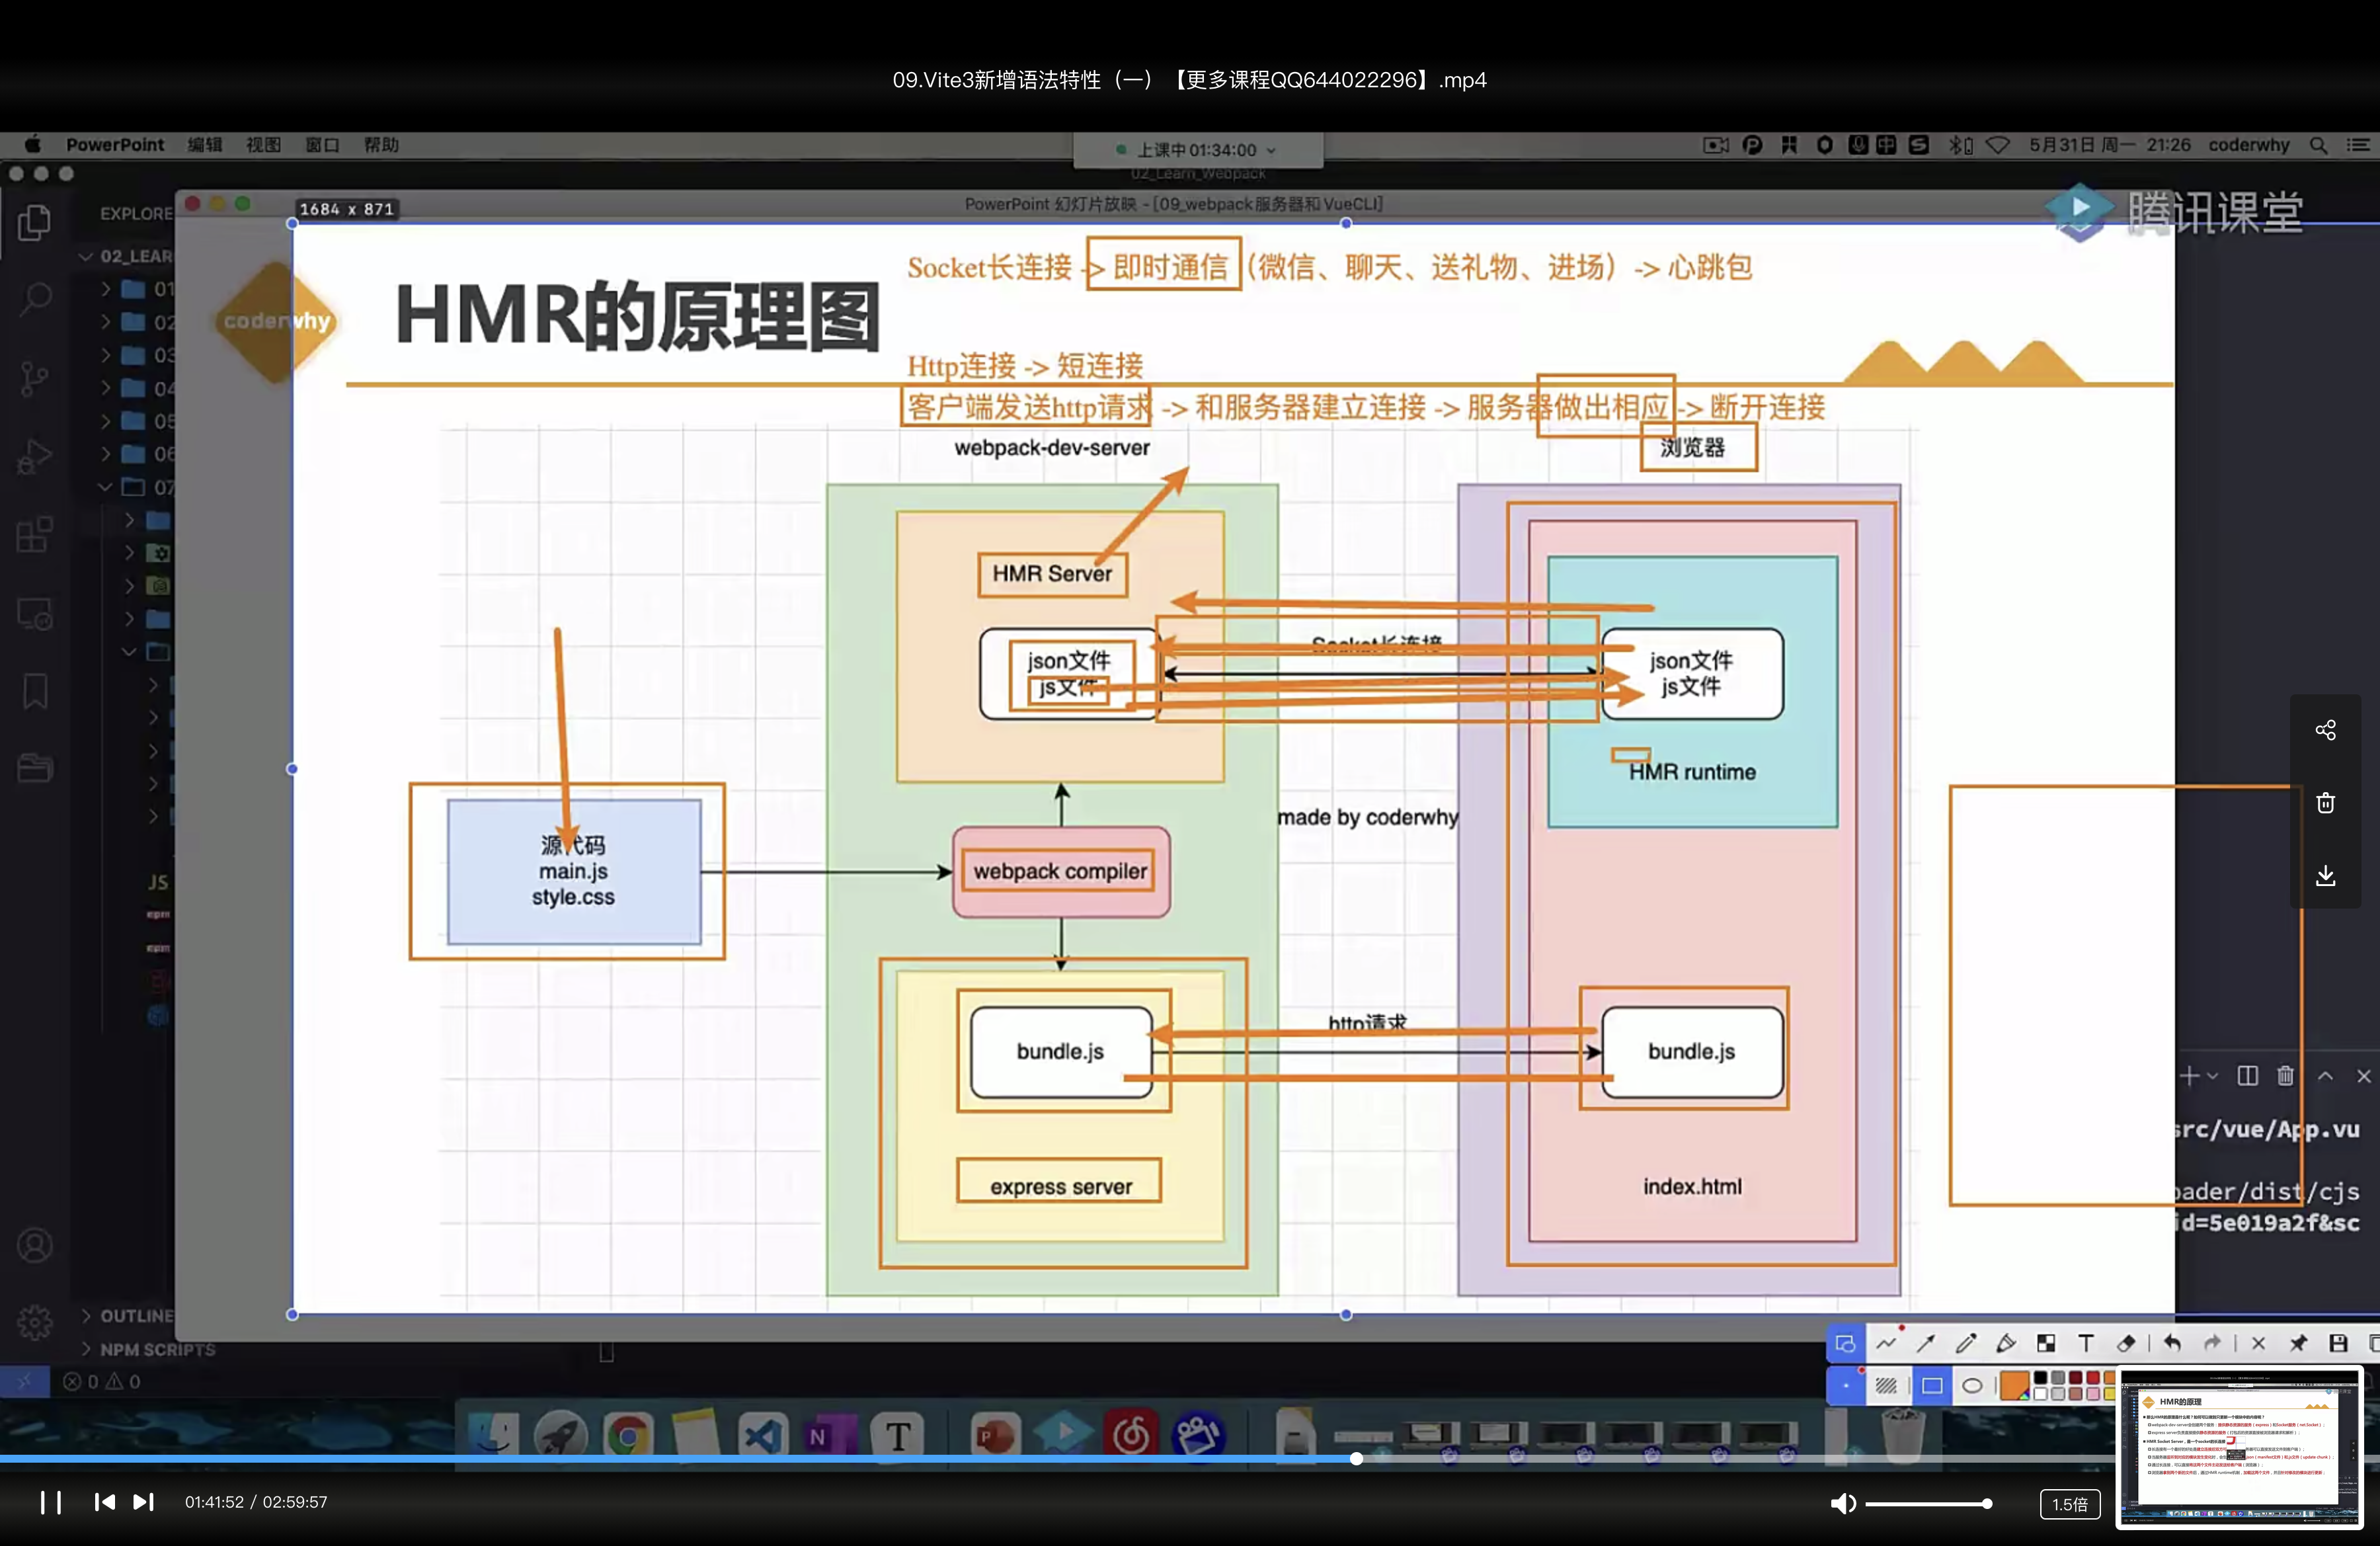 09.Vite3新增语法特性（一）【更多课程QQ644022296】.mp4
PowerPoint 编辑 视图 窗口 帮助
上课中 01:34:00
5月31日 周一 21:26 coderwhy
02_Learn_Webpack
PowerPoint 幻灯片放映 - [09_webpack服务器和VueCLI]
腾讯课堂
1684 x 871
EXPLORE
02_LEAR
01
02
03
04
05
06
07
JS
OUTLINE
NPM SCRIPTS
0 0
coderwhy
HMR的原理图
Socket长连接 -> 即时通信（微信、聊天、送礼物、进场）-> 心跳包
Http连接 -> 短连接
客户端发送http请求 -> 和服务器建立连接 -> 服务器做出相应 -> 断开连接
webpack-dev-server
浏览器
HMR Server
Socket长连接
json文件
js文件
json文件
js文件
HMR runtime
made by coderwhy
源代码
main.js
style.css
webpack compiler
http请求
bundle.js
bundle.js
express server
index.html
src/vue/App.vu
oader/dist/cjs
id=5e019a2f&sc
HMR的原理
01:41:52 / 02:59:57
1.5倍